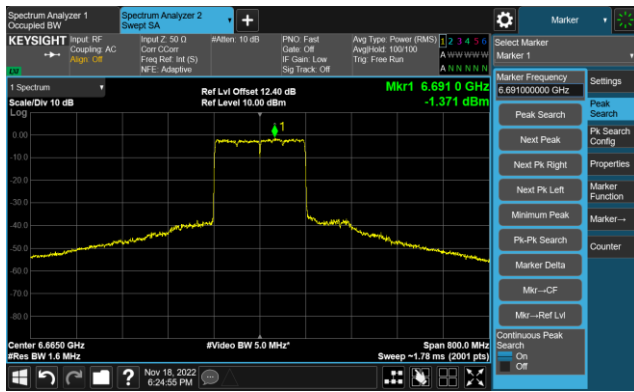 Spectrum Analyzer 1
Occupied BW
Spectrum Analyzer 2
Swept SA
Marker
KEYSIGHT
Input: RF
Coupling: AC
Align: Off
Input Z: 50 Ω
Corr CCorr
Freq Ref: Int (S)
NFE: Adaptive
#Atten: 10 dB
PNO: Fast
Gate: Off
IF Gain: Low
Sig Track: Off
Avg Type: Power (RMS)
Avg|Hold: 100/100
Trig: Free Run
1 2 3 4 5 6
A W W W W W
A N N N N N
Select Marker
Marker 1
1 Spectrum
Scale/Div 10 dB
Log
Ref Lvl Offset 12.40 dB
Ref Level 10.00 dBm
Mkr1 6.691 0 GHz
-1.371 dBm
1
0.00
-10.0
-20.0
-30.0
-40.0
-50.0
-60.0
-70.0
-80.0
Center 6.6650 GHz
#Res BW 1.6 MHz
#Video BW 5.0 MHz*
Span 800.0 MHz
Sweep ~1.78 ms (2001 pts)
Marker Frequency
6.691000000 GHz
Peak Search
Next Peak
Next Pk Right
Next Pk Left
Minimum Peak
Pk-Pk Search
Marker Delta
Mkr→CF
Mkr→Ref Lvl
Continuous Peak
Search
On
Off
Settings
Peak
Search
Pk Search
Config
Properties
Marker
Function
Marker→
Counter
Nov 18, 2022
6:24:55 PM